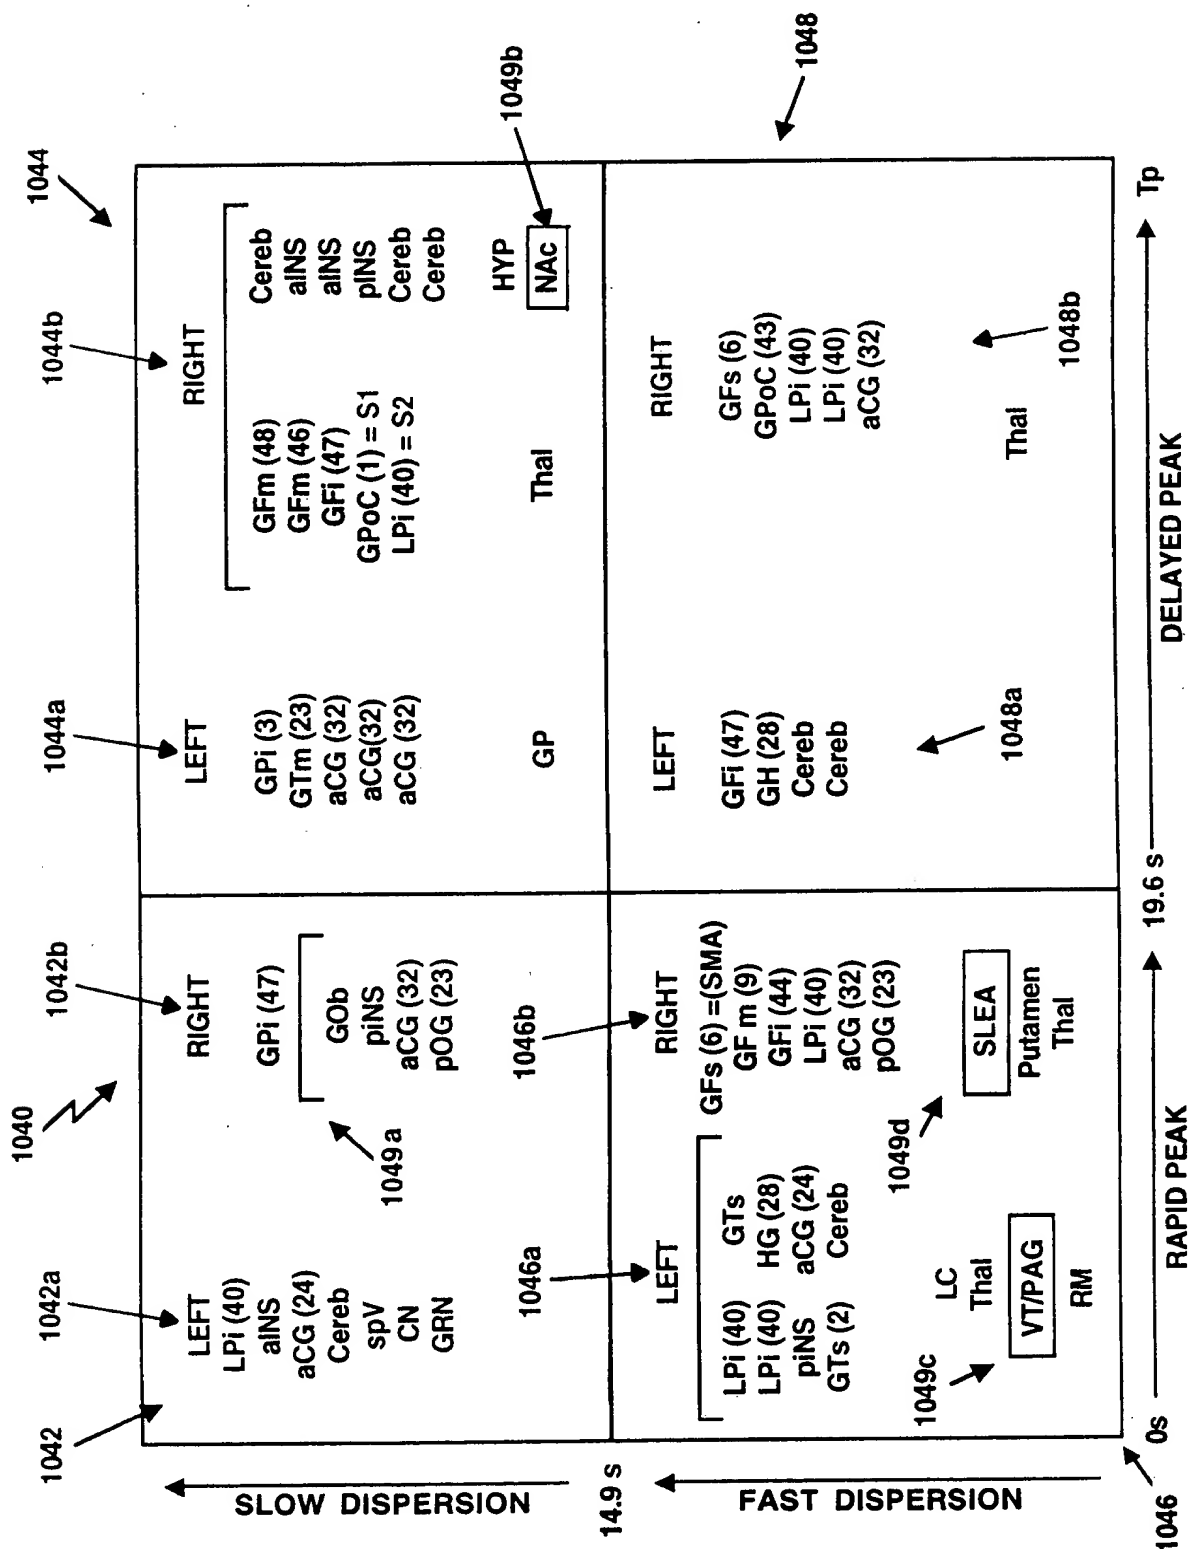 1040
1042
1042a
1042b
1044
1044a
1044b
1049b
LEFT
LPi (40)
aINS
aCG (24)
Cereb
spV
CN
GRN
RIGHT
GPi (47)
GOb
piNS
aCG (32)
pOG (23)
1049a
LEFT
GPi (3)
GTm (23)
aCG (32)
aCG(32)
aCG (32)
GP
RIGHT
GFm (48)
GFm (46)
GFi (47)
GPoC (1) = S1
LPi (40) = S2
Thal
Cereb
aINS
aINS
pINS
Cereb
Cereb
HYP
NAc
SLOW DISPERSION
14.9 s
FAST DISPERSION
1046a
1046b
LEFT
LPi (40)
LPi (40)
piNS
GTs (2)
GTs
HG (28)
aCG (24)
Cereb
LC
Thal
VT/PAG
RM
1049c
RIGHT
GFs (6) =(SMA)
GF m (9)
GFi (44)
LPi (40)
aCG (32)
pOG (23)
1049d
SLEA
Putamen
Thal
LEFT
GFi (47)
GH (28)
Cereb
Cereb
1048a
RIGHT
GFs (6)
GPoC (43)
LPi (40)
LPi (40)
aCG (32)
Thal
1048b
1048
1046
0s
19.6 s
Tp
RAPID PEAK
DELAYED PEAK